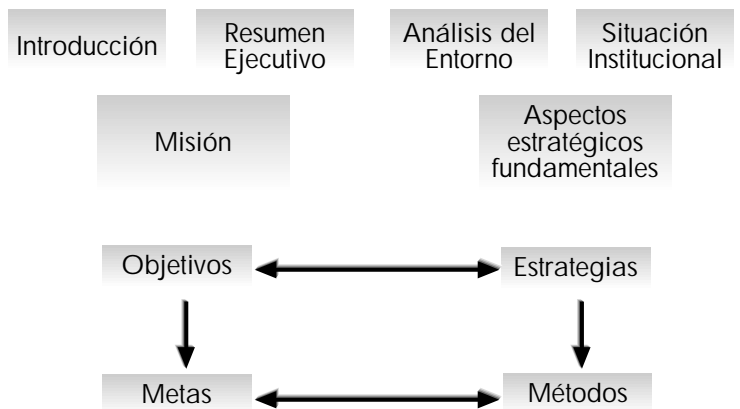 Introducción
Resumen
Ejecutivo
Análisis del
Entorno
Situación
Institucional
Misión
Aspectos
estratégicos
fundamentales
Objetivos
Estrategias
Metas
Métodos